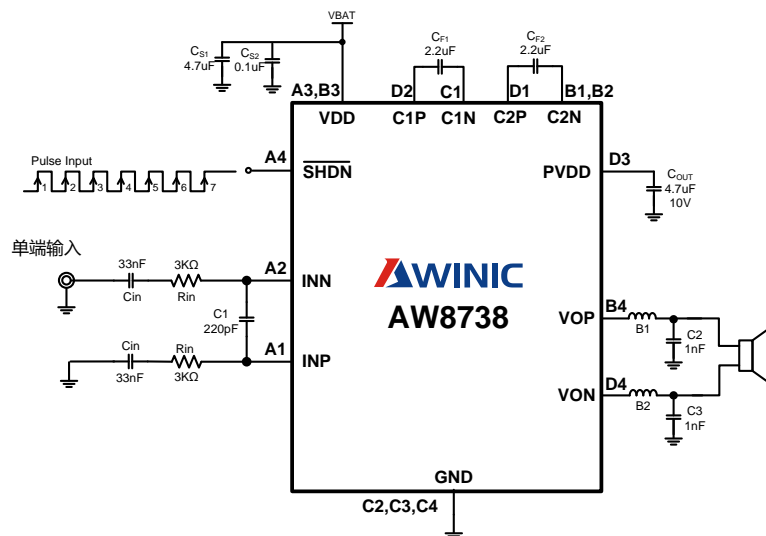 VBAT
CS1
4.7uF
CS2
0.1uF
CF1
2.2uF
CF2
2.2uF
A3,B3
D2
C1
D1
B1,B2
VDD
C1P
C1N
C2P
C2N
Pulse Input
1 2 3 4 5 6 7
A4
SHDN
D3
PVDD
COUT
4.7uF
10V
单端输入
33nF
Cin
3KΩ
Rin
A2
INN
C1
220pF
Cin
33nF
Rin
3KΩ
A1
INP
AWINIC
AW8738
B4
VOP
B1
C2
1nF
D4
VON
B2
C3
1nF
GND
C2,C3,C4